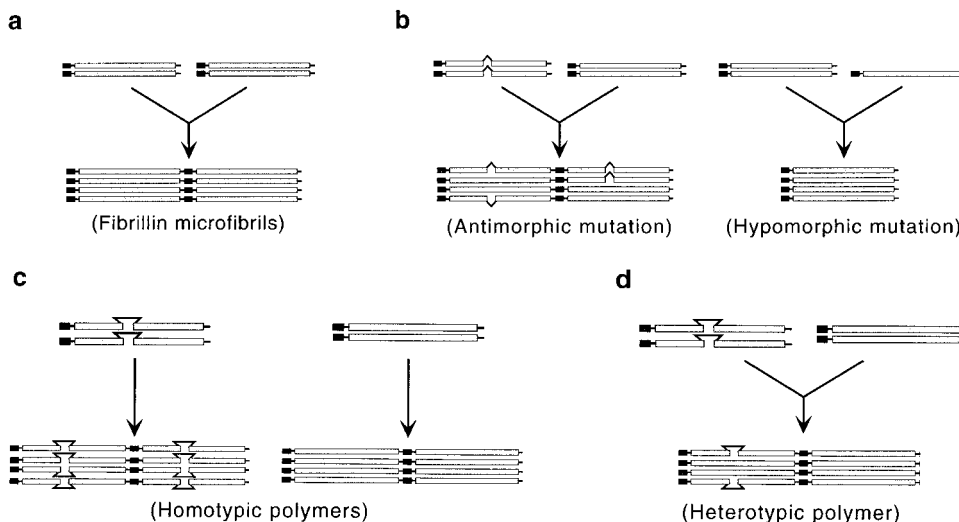 a
b
(Fibrillin microfibrils)
(Antimorphic mutation)
(Hypomorphic mutation)
c
d
(Homotypic polymers)
(Heterotypic polymer)